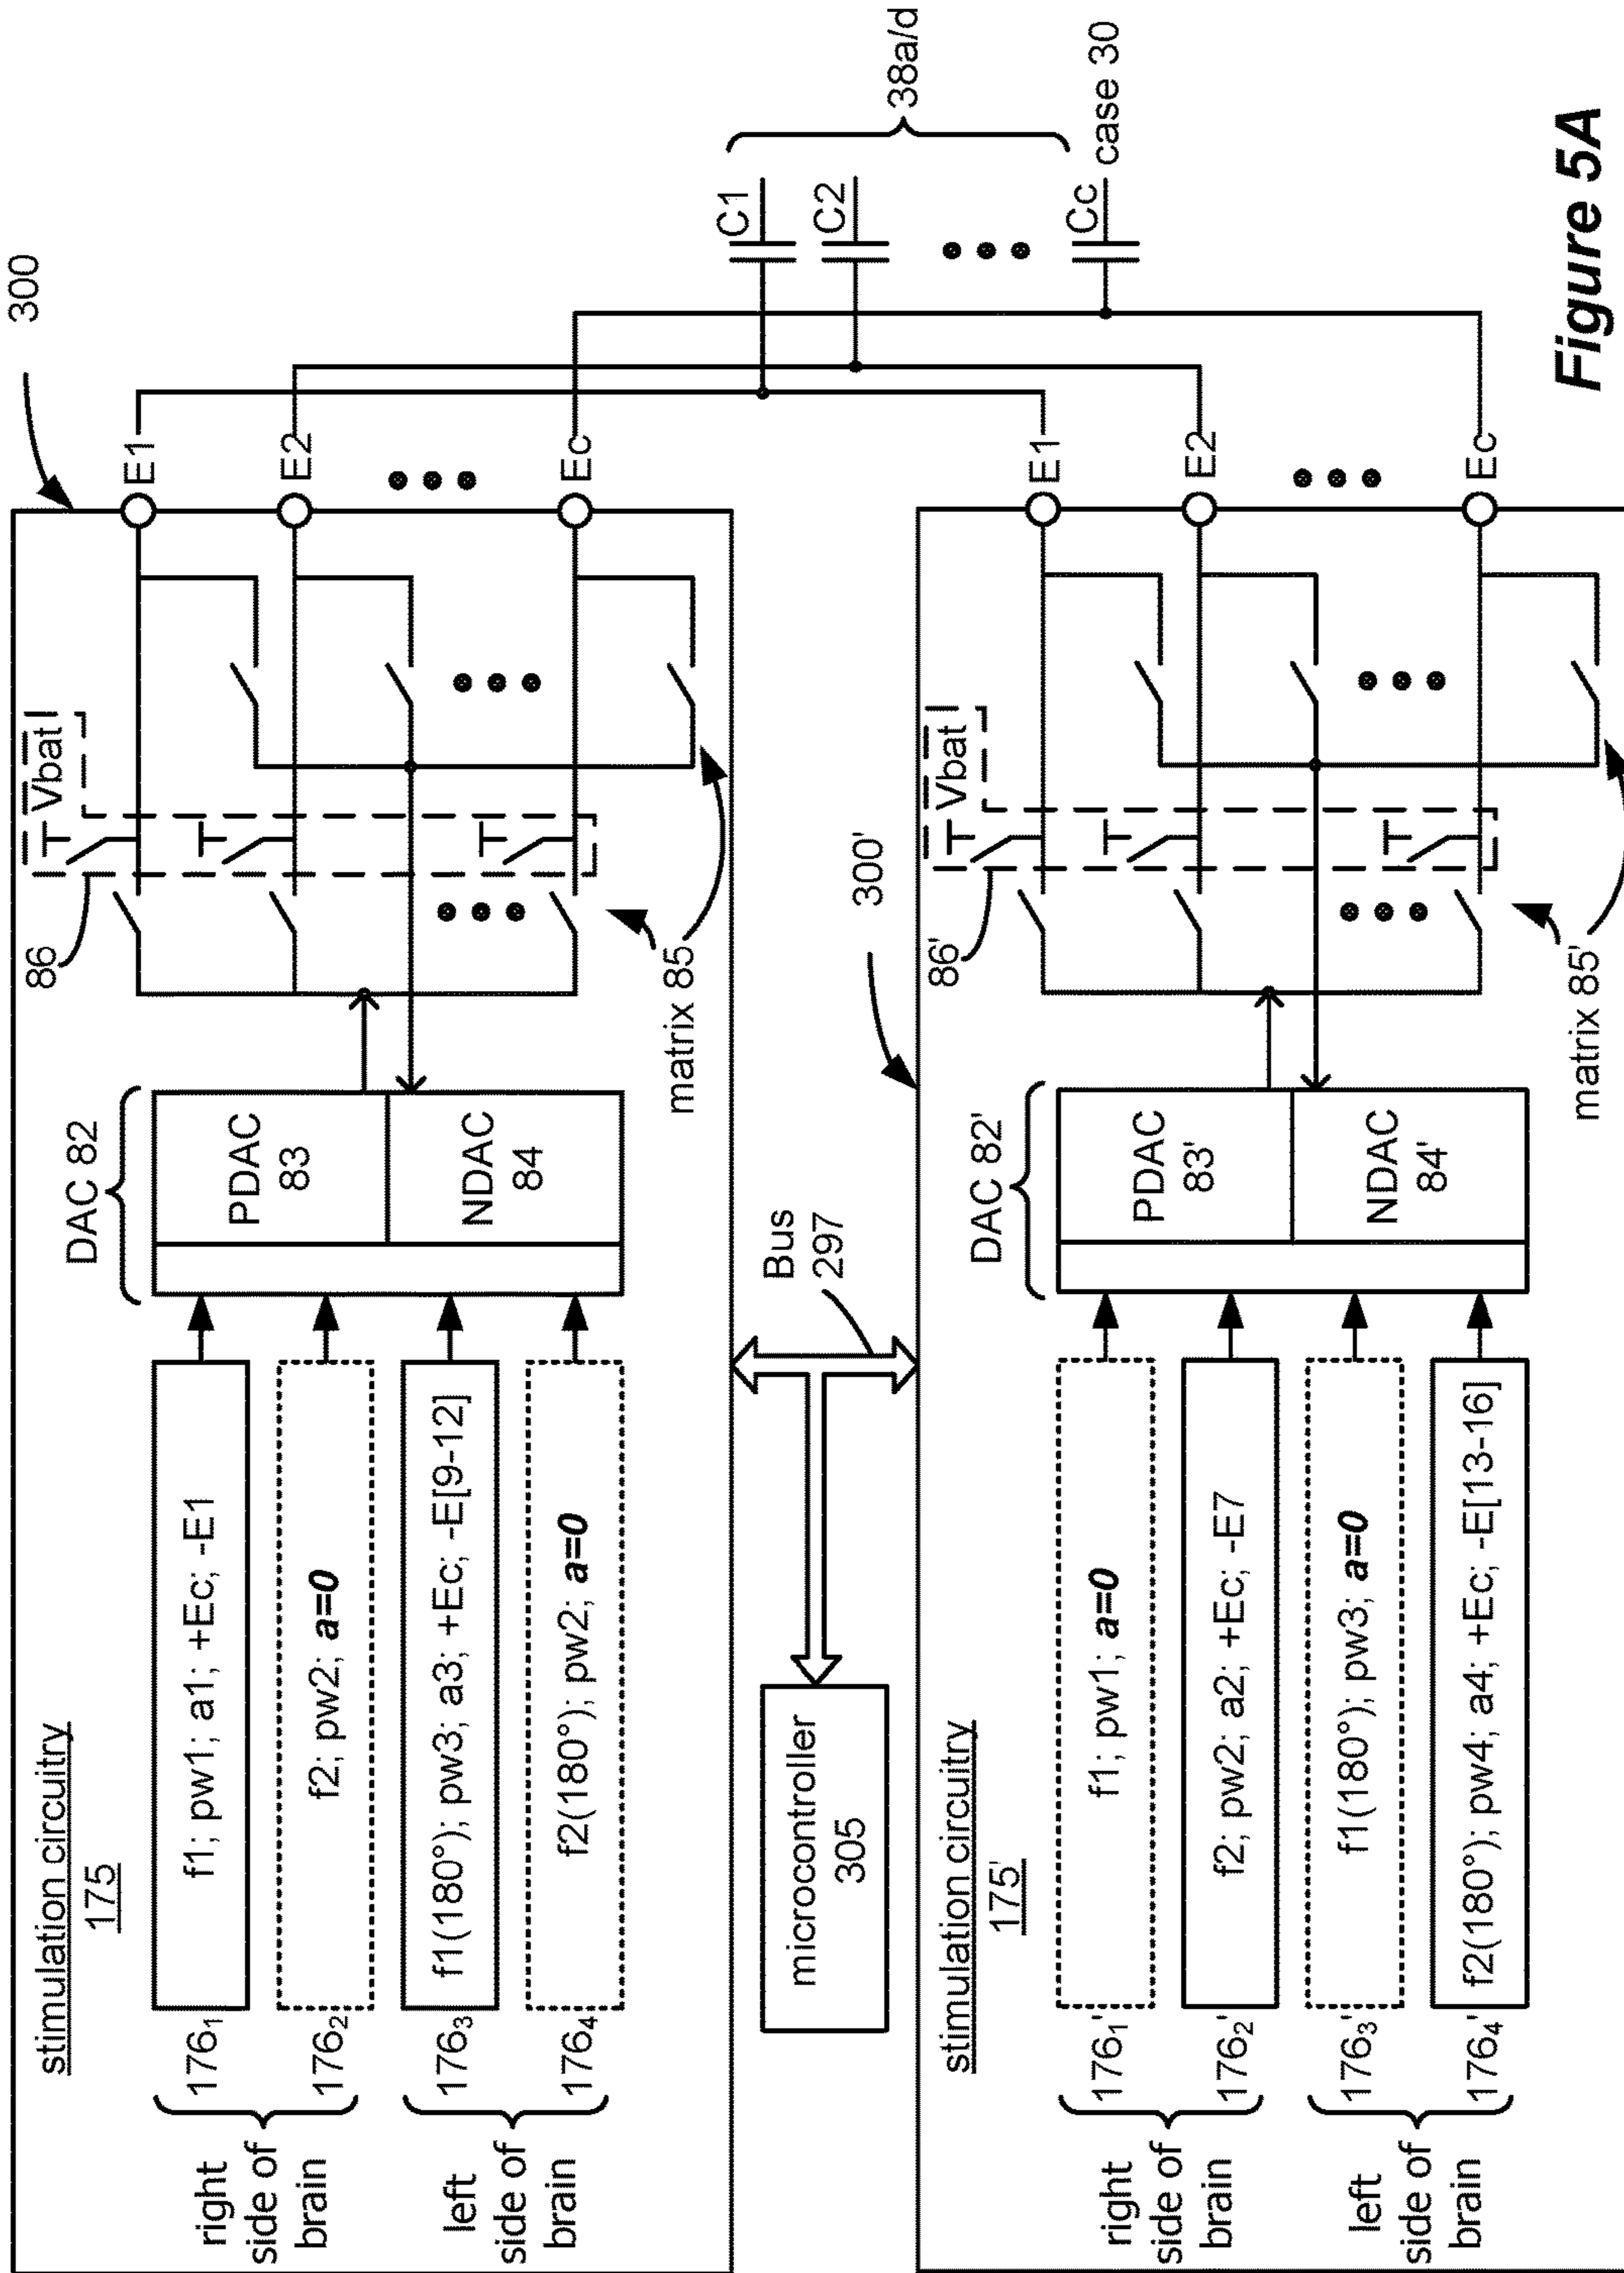 300
stimulation circuitry
175
right
side of
brain
left
side of
brain
176₁
176₂
176₃
176₄
f1; pw1; a1; +Ec; -E1
f2; pw2; a=0
f1(180°); pw3; a3; +Ec; -E[9-12]
f2(180°); pw2; a=0
DAC 82
PDAC
83
NDAC
84
86
Vbat
matrix 85
E1
E2
Ec
microcontroller
305
Bus
297
C1
C2
Cc
38a/d
case 30
300'
stimulation circuitry
175'
right
side of
brain
left
side of
brain
176₁'
176₂'
176₃'
176₄'
f1; pw1; a=0
f2; pw2; a2; +Ec; -E7
f1(180°); pw3; a=0
f2(180°); pw4; a4; +Ec; -E[13-16]
DAC 82'
PDAC
83'
NDAC
84'
86'
Vbat
matrix 85'
E1
E2
Ec
Figure 5A